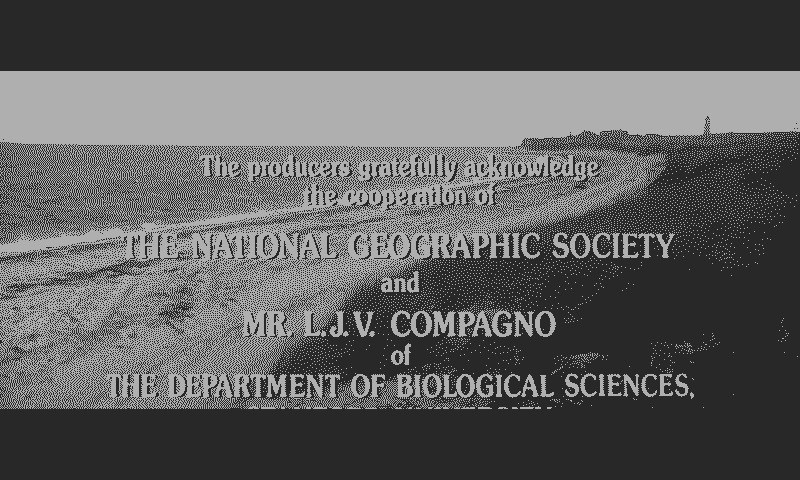 The producers gratefully acknowledge
the cooperation of
THE NATIONAL GEOGRAPHIC SOCIETY
and
MR. L.J.V. COMPAGNO
of
THE DEPARTMENT OF BIOLOGICAL SCIENCES,